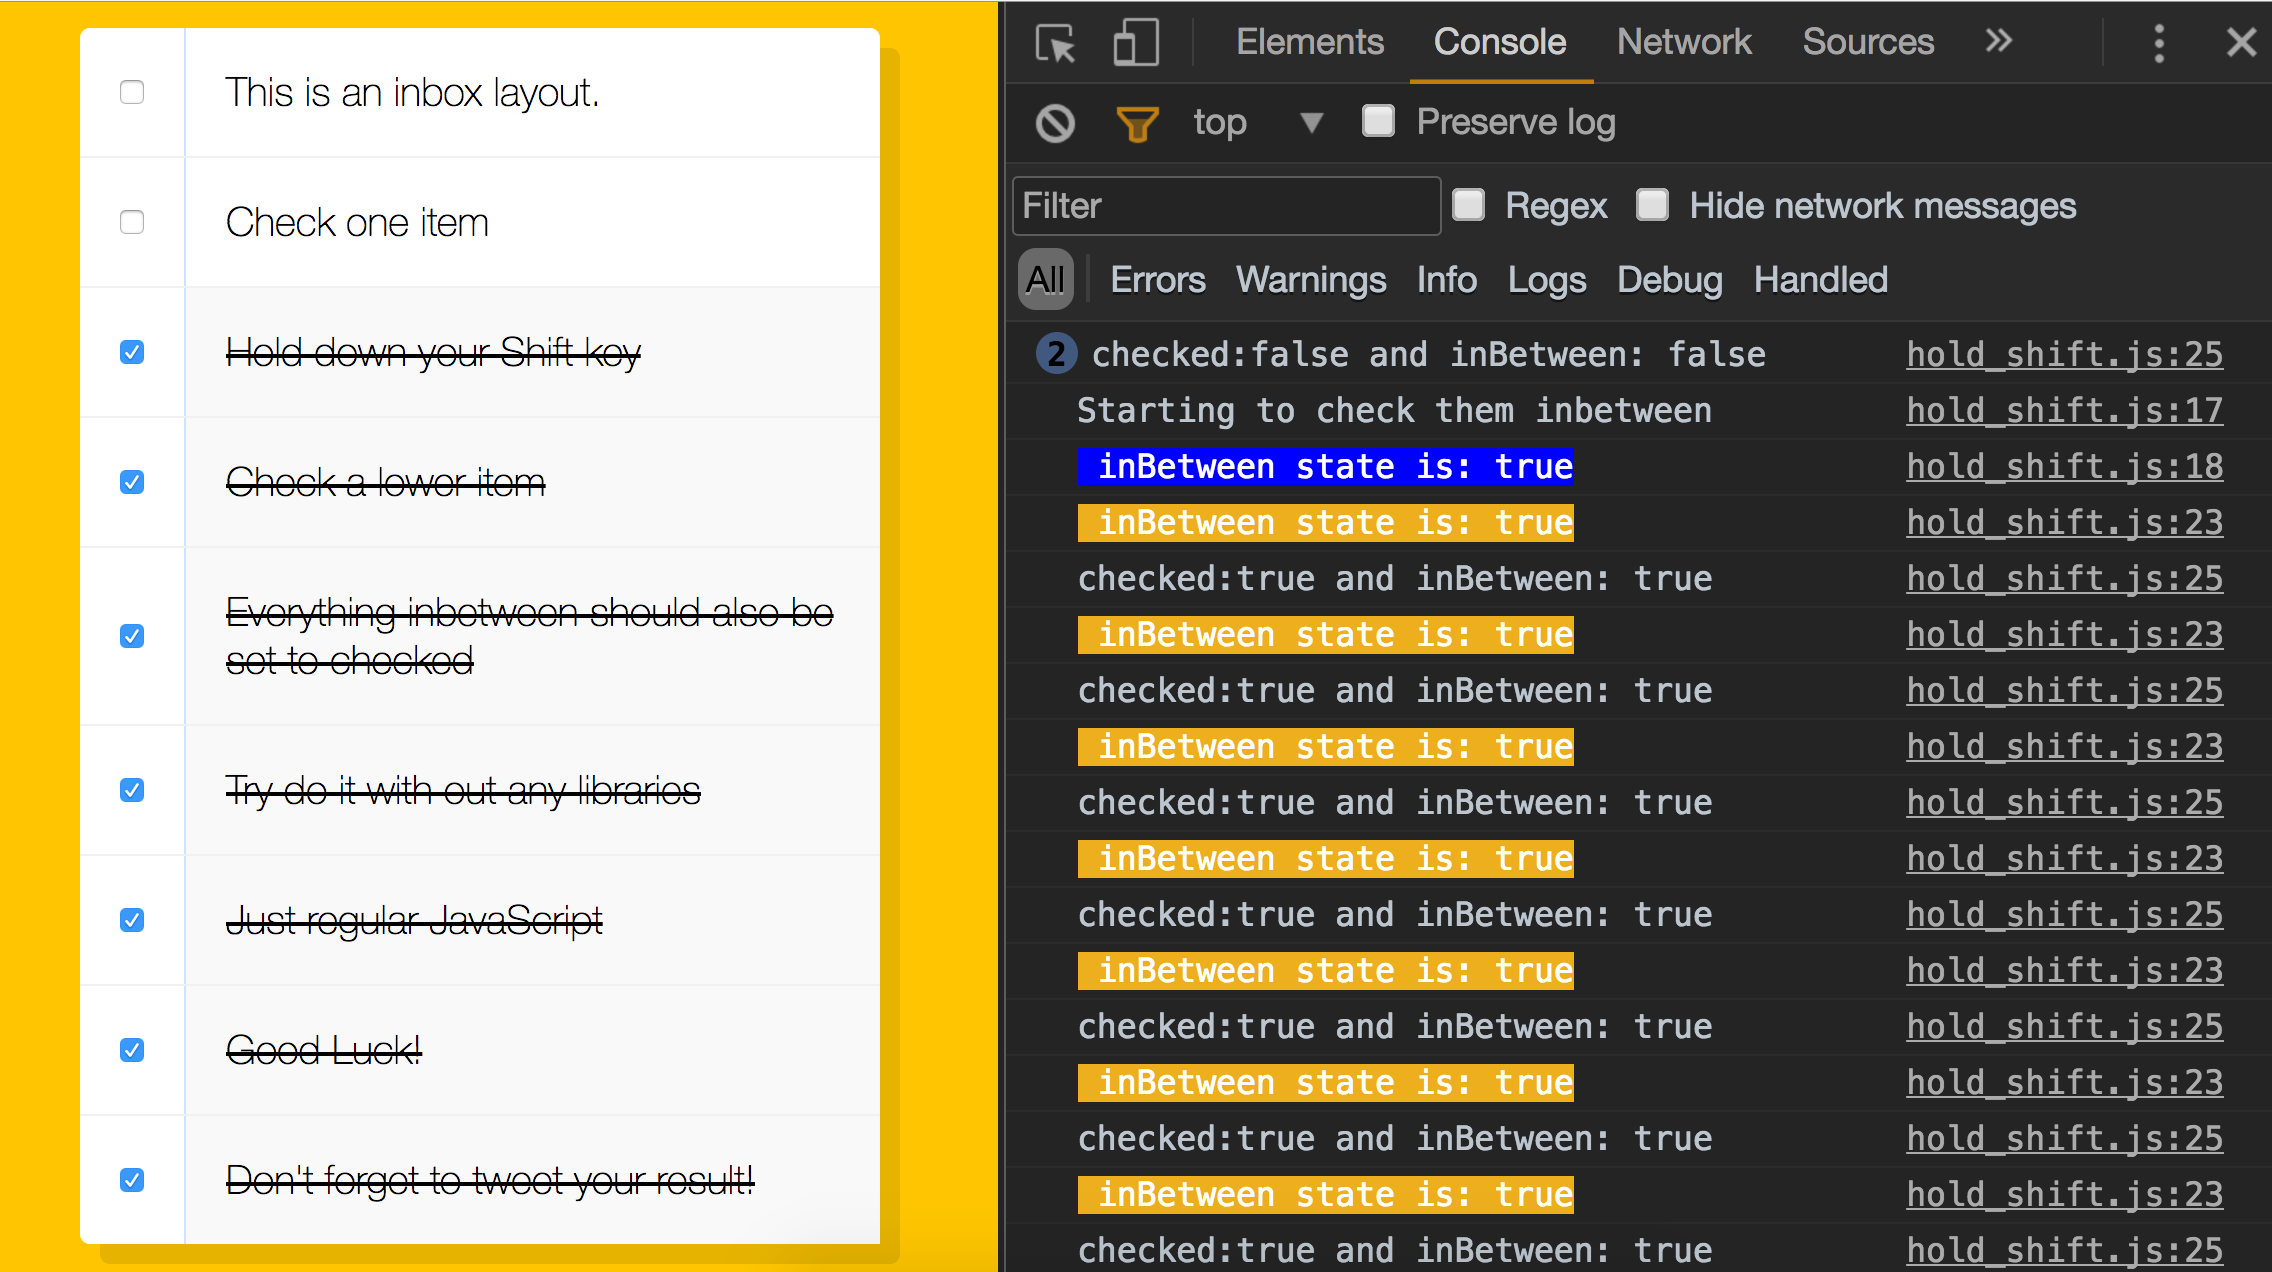 This is an inbox layout.
Check one item
Hold down your Shift key
Check a lower item
Everything inbetween should also be
set to checked
Try do it with out any libraries
Just regular JavaScript
Good Luck!
Don't forget to tweet your result!
Elements Console Network Sources »
top Preserve log
Filter Regex Hide network messages
All Errors Warnings Info Logs Debug Handled
2 checked:false and inBetween: false hold_shift.js:25
Starting to check them inbetween hold_shift.js:17
inBetween state is: true hold_shift.js:18
inBetween state is: true hold_shift.js:23
checked:true and inBetween: true hold_shift.js:25
inBetween state is: true hold_shift.js:23
checked:true and inBetween: true hold_shift.js:25
inBetween state is: true hold_shift.js:23
checked:true and inBetween: true hold_shift.js:25
inBetween state is: true hold_shift.js:23
checked:true and inBetween: true hold_shift.js:25
inBetween state is: true hold_shift.js:23
checked:true and inBetween: true hold_shift.js:25
inBetween state is: true hold_shift.js:23
checked:true and inBetween: true hold_shift.js:25
inBetween state is: true hold_shift.js:23
checked:true and inBetween: true hold_shift.js:25